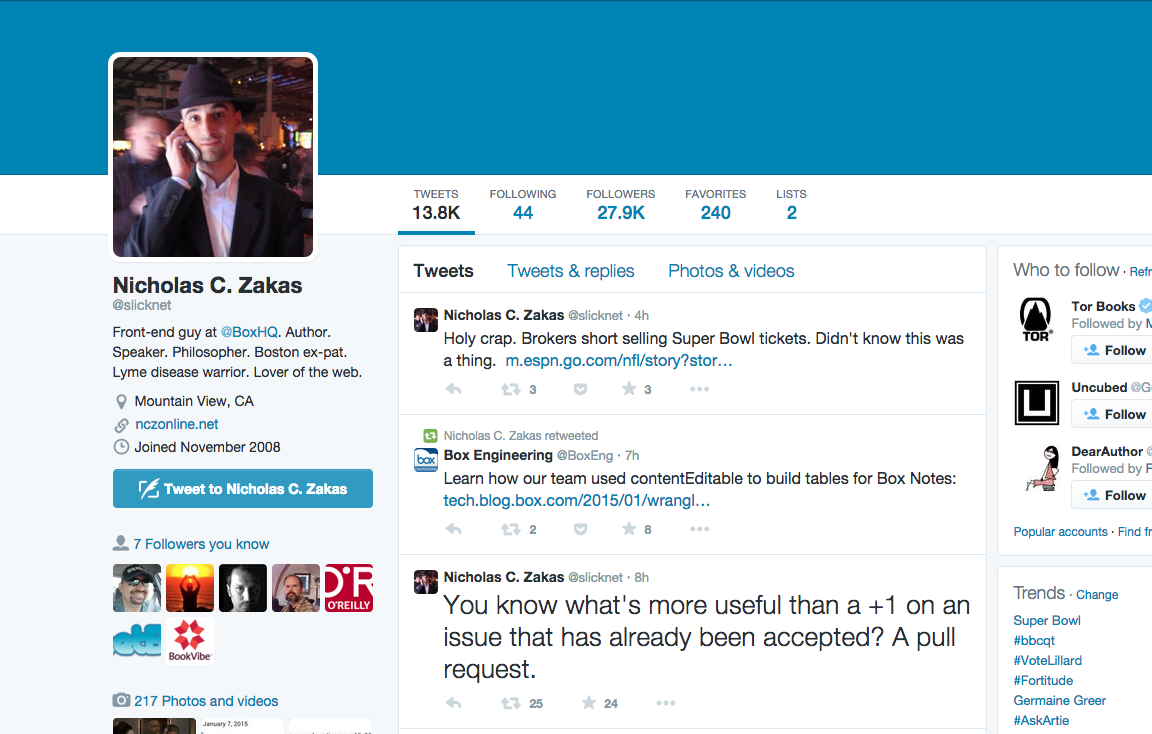 TWEETS
13.8K
FOLLOWING
44
FOLLOWERS
27.9K
FAVORITES
240
LISTS
2
Nicholas C. Zakas
@slicknet
Front-end guy at @BoxHQ. Author.
Speaker. Philosopher. Boston ex-pat.
Lyme disease warrior. Lover of the web.
Mountain View, CA
nczonline.net
Joined November 2008
Tweet to Nicholas C. Zakas
7 Followers you know
O'REILLY
BookVibe
217 Photos and videos
January 7, 2015
Tweets
Tweets & replies
Photos & videos
Nicholas C. Zakas @slicknet · 4h
Holy crap. Brokers short selling Super Bowl tickets. Didn't know this was
a thing. m.espn.go.com/nfl/story?stor…
3
3
Nicholas C. Zakas retweeted
box
Box Engineering @BoxEng · 7h
Learn how our team used contentEditable to build tables for Box Notes:
tech.blog.box.com/2015/01/wrangl…
2
8
Nicholas C. Zakas @slicknet · 8h
You know what's more useful than a +1 on an
issue that has already been accepted? A pull
request.
25
24
Who to follow · Refr
TOR
Tor Books
Followed by M
Follow
Uncubed @G
Follow
DearAuthor @
Followed by F
Follow
Popular accounts · Find fr
Trends · Change
Super Bowl
#bbcqt
#VoteLillard
#Fortitude
Germaine Greer
#AskArtie